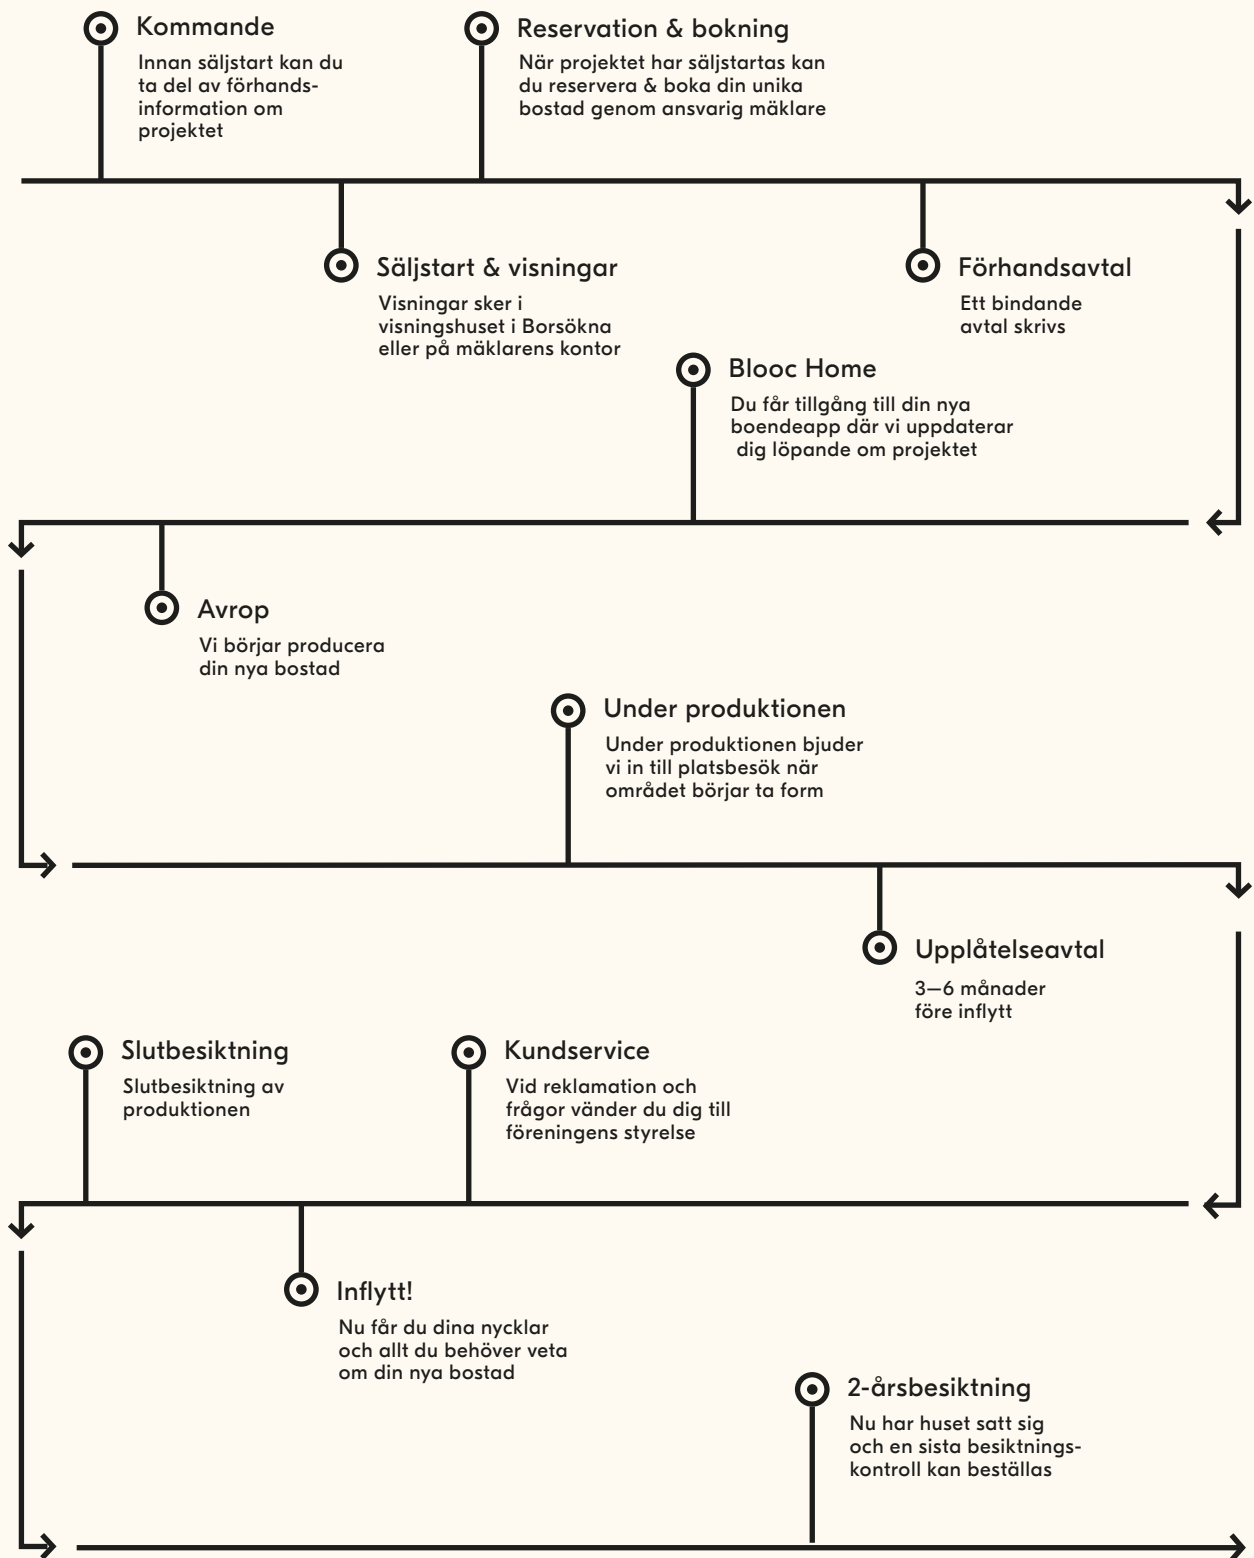 Kommande
Innan säljstart kan du
ta del av förhands-
information om
projektet
Reservation & bokning
När projektet har säljstartas kan
du reservera & boka din unika
bostad genom ansvarig mäklare
Säljstart & visningar
Visningar sker i
visningshuset i Borsökna
eller på mäklarens kontor
Förhandsavtal
Ett bindande
avtal skrivs
Blooc Home
Du får tillgång till din nya
boendeapp där vi uppdaterar
dig löpande om projektet
Avrop
Vi börjar producera
din nya bostad
Under produktionen
Under produktionen bjuder
vi in till platsbesök när
området börjar ta form
Upplåtelseavtal
3–6 månader
före inflytt
Slutbesiktning
Slutbesiktning av
produktionen
Kundservice
Vid reklamation och
frågor vänder du dig till
föreningens styrelse
Inflytt!
Nu får du dina nycklar
och allt du behöver veta
om din nya bostad
2-årsbesiktning
Nu har huset satt sig
och en sista besiktnings-
kontroll kan beställas